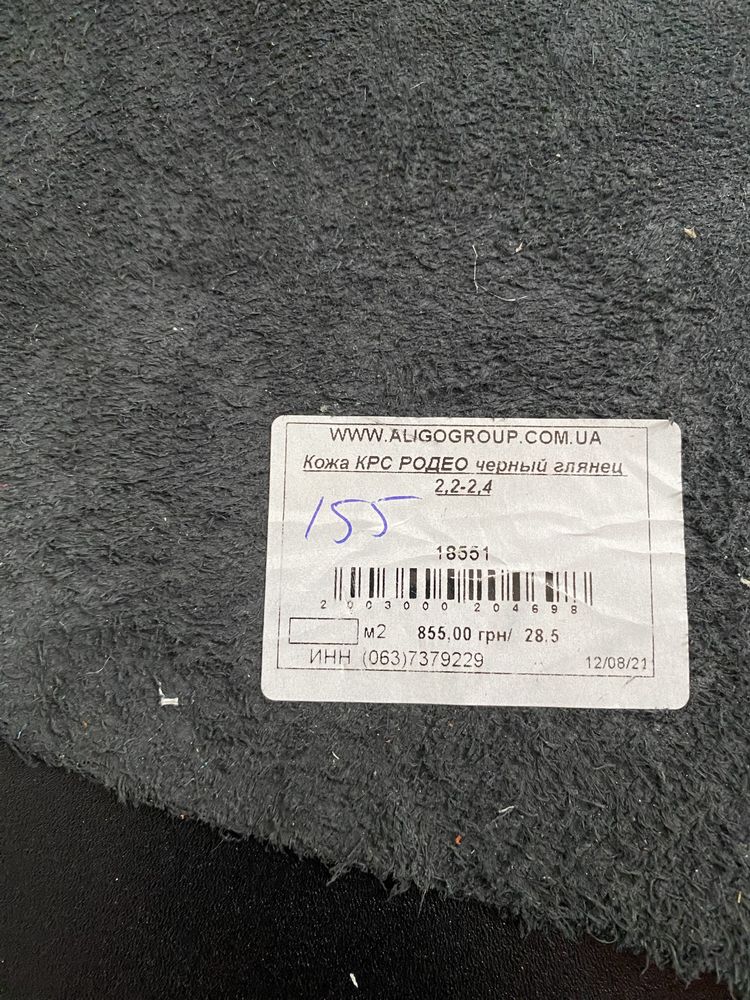 WWW.ALIGOGROUP.COM.UA
Кожа КРС РОДЕО черный глянец
2,2-2,4
155
18551
2003000204698
м2 855,00 грн/ 28,5
ИНН (063)7379229 12/08/21